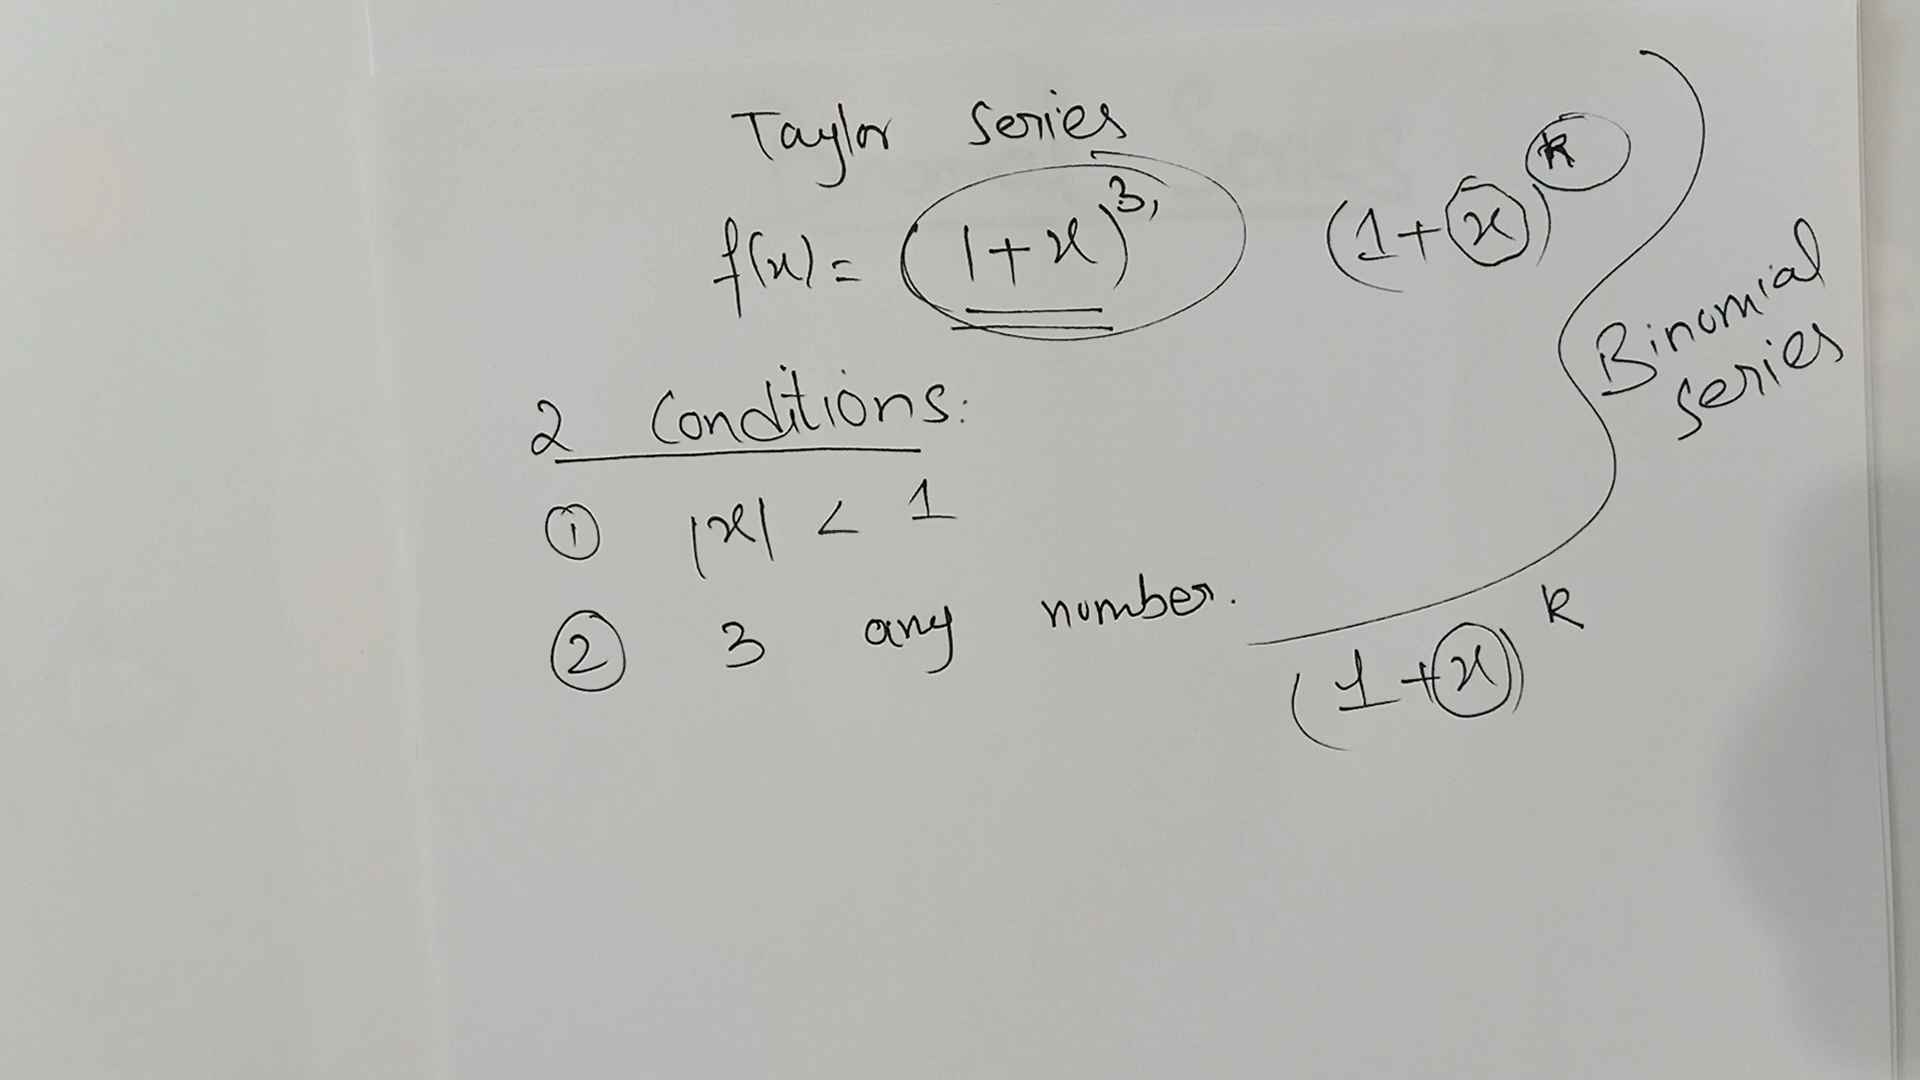 Taylor Series
f(x) = (1+x)^3, (1+x)^k
Binomial
Series
2 Conditions:
① |x| < 1
② 3 any number.
(1+x)^k